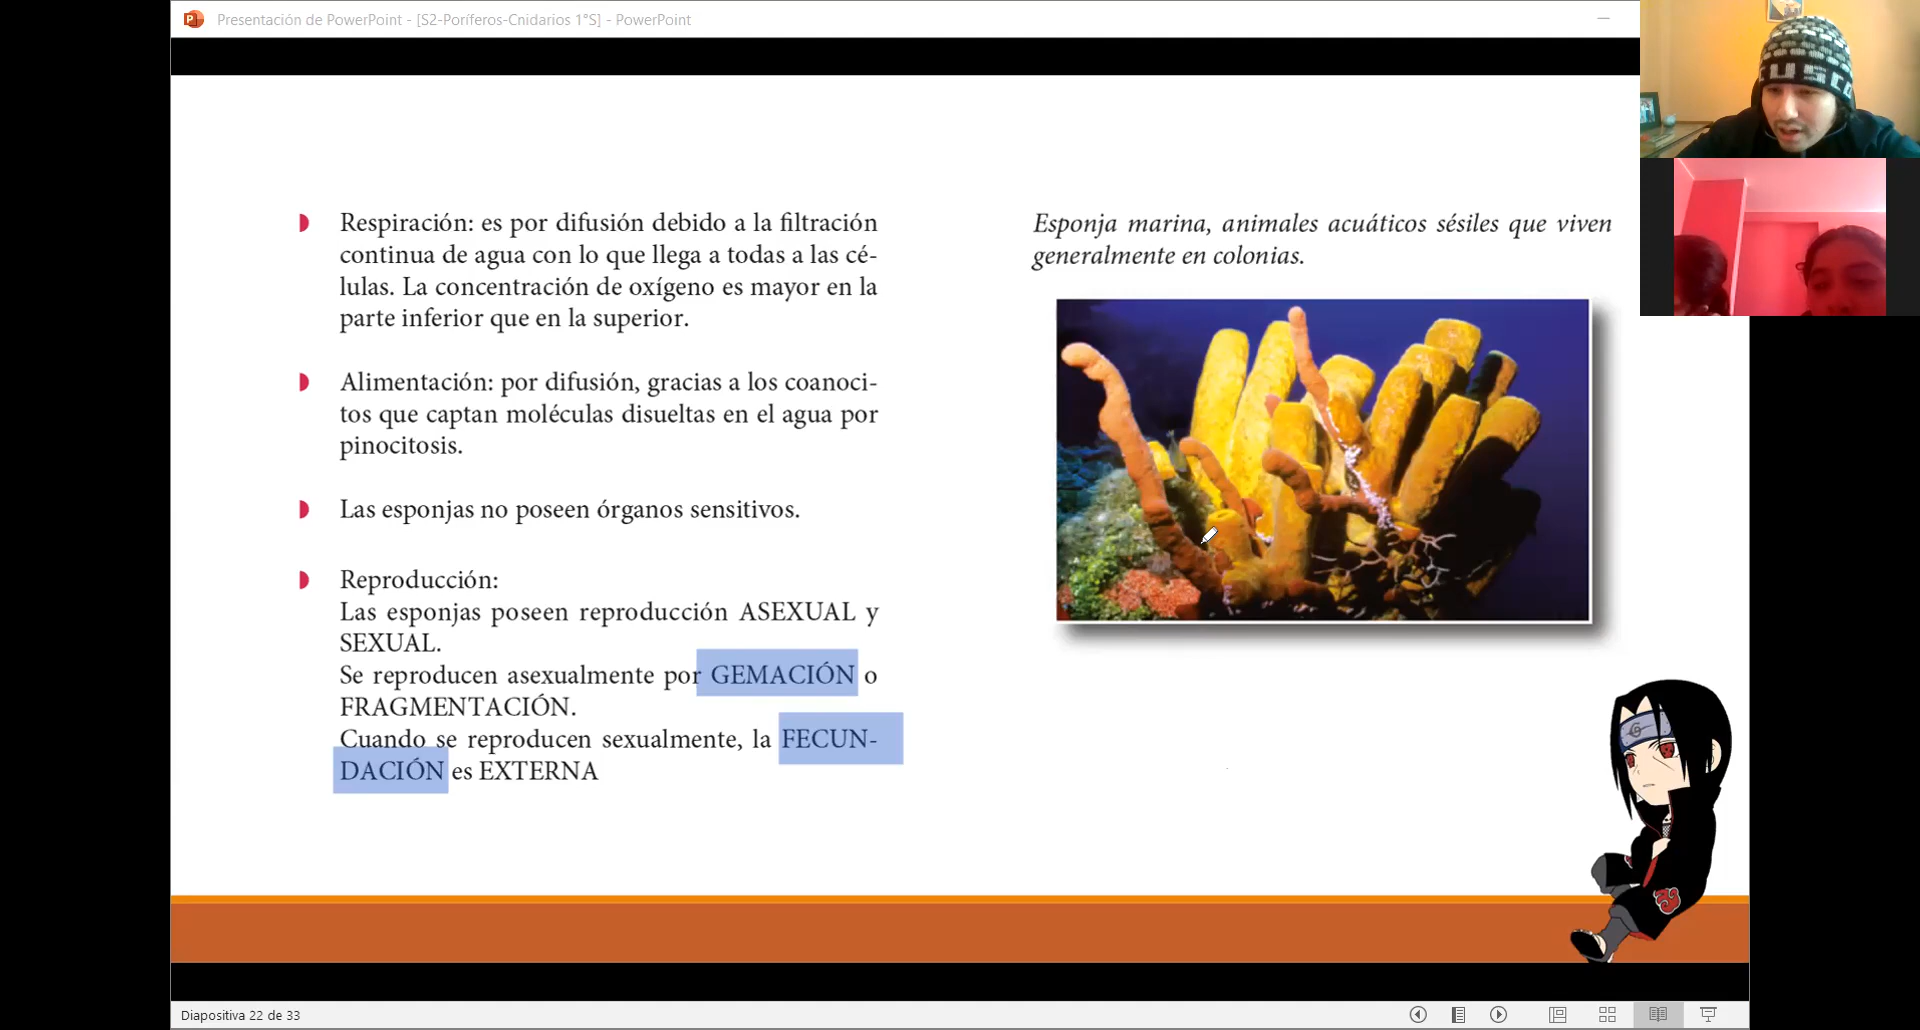 Presentación de PowerPoint - [S2-Poríferos-Cnidarios 1°S] - PowerPoint
CUSCO
Respiración: es por difusión debido a la filtración
continua de agua con lo que llega a todas a las cé-
lulas. La concentración de oxígeno es mayor en la
parte inferior que en la superior.
Alimentación: por difusión, gracias a los coanoci-
tos que captan moléculas disueltas en el agua por
pinocitosis.
Las esponjas no poseen órganos sensitivos.
Reproducción:
Las esponjas poseen reproducción ASEXUAL y
SEXUAL.
Se reproducen asexualmente por GEMACIÓN o
FRAGMENTACIÓN.
Cuando se reproducen sexualmente, la FECUN-
DACIÓN es EXTERNA
Esponja marina, animales acuáticos sésiles que viven
generalmente en colonias.
Diapositiva 22 de 33